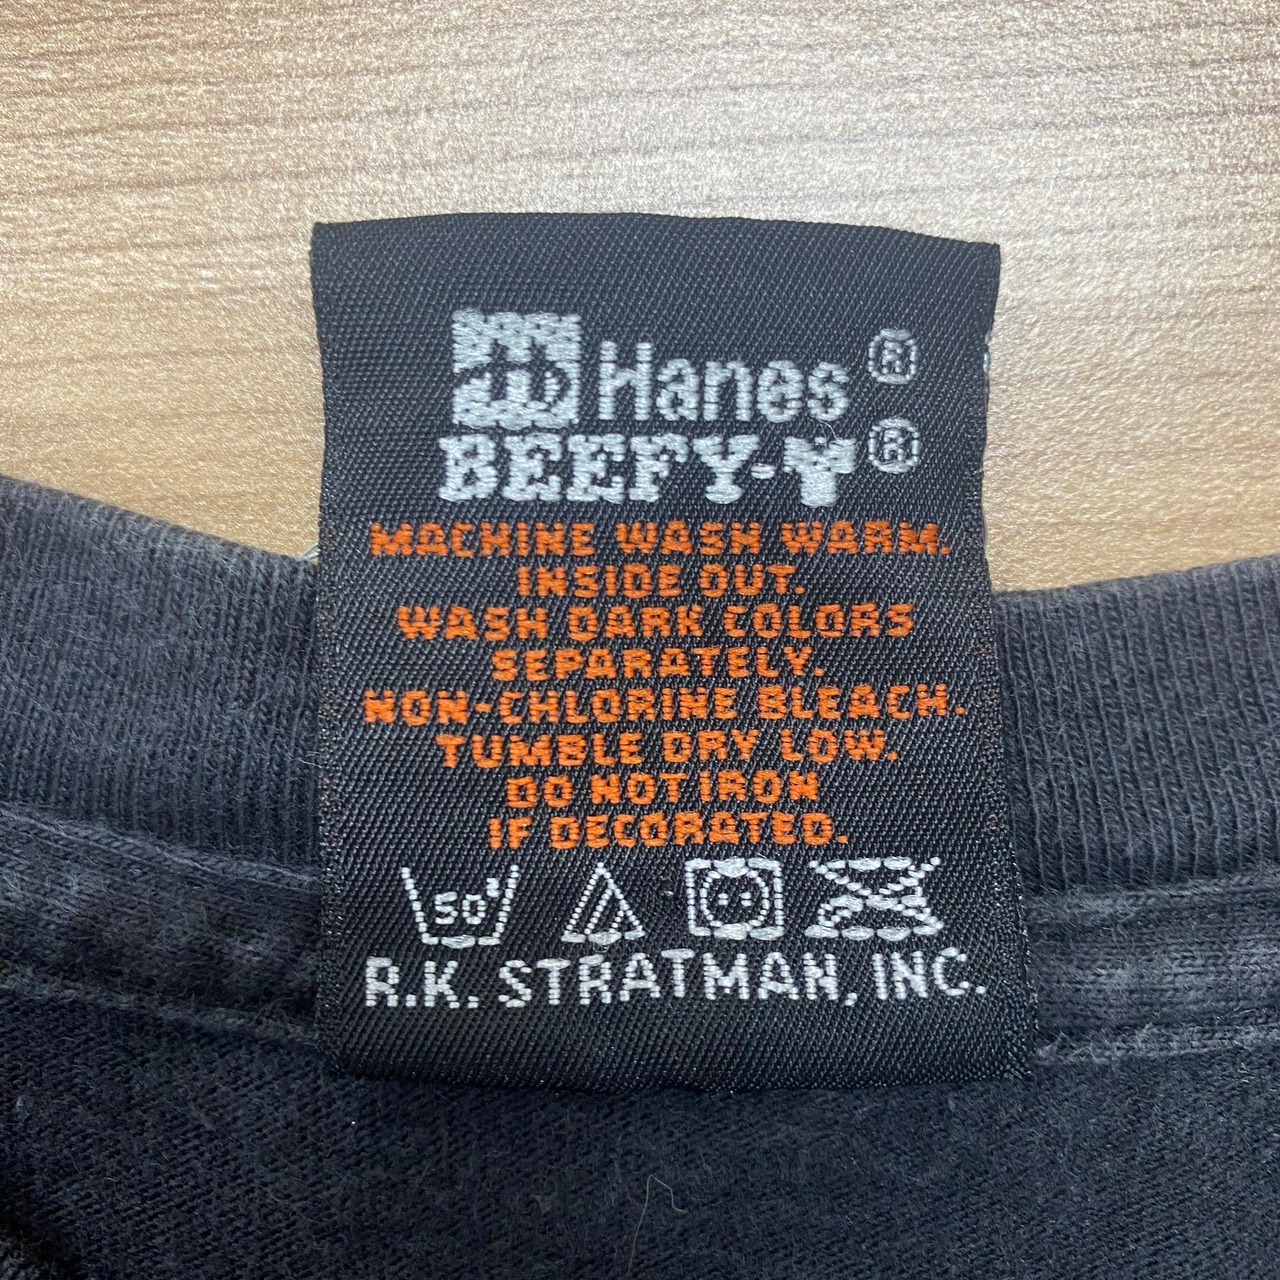 Hanes®
BEEFY-T®
MACHINE WASH WARM.
INSIDE OUT.
WASH DARK COLORS
SEPARATELY.
NON-CHLORINE BLEACH.
TUMBLE DRY LOW.
DO NOT IRON
IF DECORATED.
50°
R.K. STRATMAN, INC.